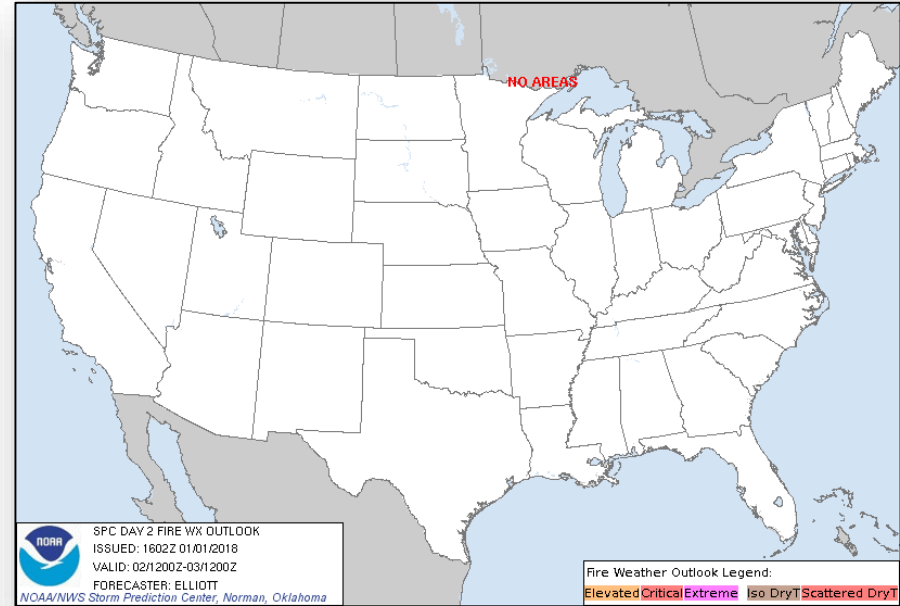 NO AREAS
NOAA
SPC DAY 2 FIRE WX OUTLOOK
ISSUED: 1602Z 01/01/2018
VALID: 02/1200Z-03/1200Z
FORECASTER: ELLIOTT
NOAA/NWS Storm Prediction Center, Norman, Oklahoma
Fire Weather Outlook Legend:
Elevated Critical Extreme Iso DryT Scattered DryT